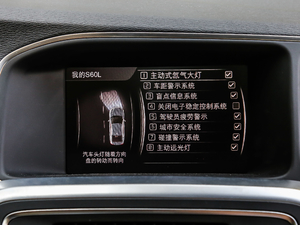 我的S60L
1 主动式氙气大灯
2 车距警示系统
3 盲点信息系统
4 关闭电子稳定控制系统
5 驾驶员疲劳警示
6 城市安全系统
7 碰撞警示系统
8 主动远光灯
汽车头灯随着方向
盘的转动而转向